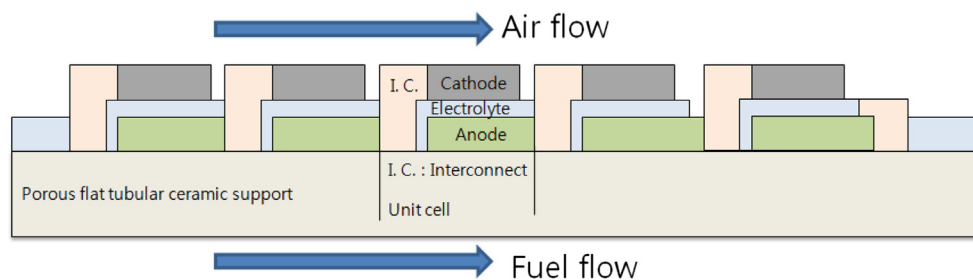 Air flow
I. C.
Cathode
Electrolyte
Anode
I. C. : Interconnect
Porous flat tubular ceramic support
Unit cell
Fuel flow